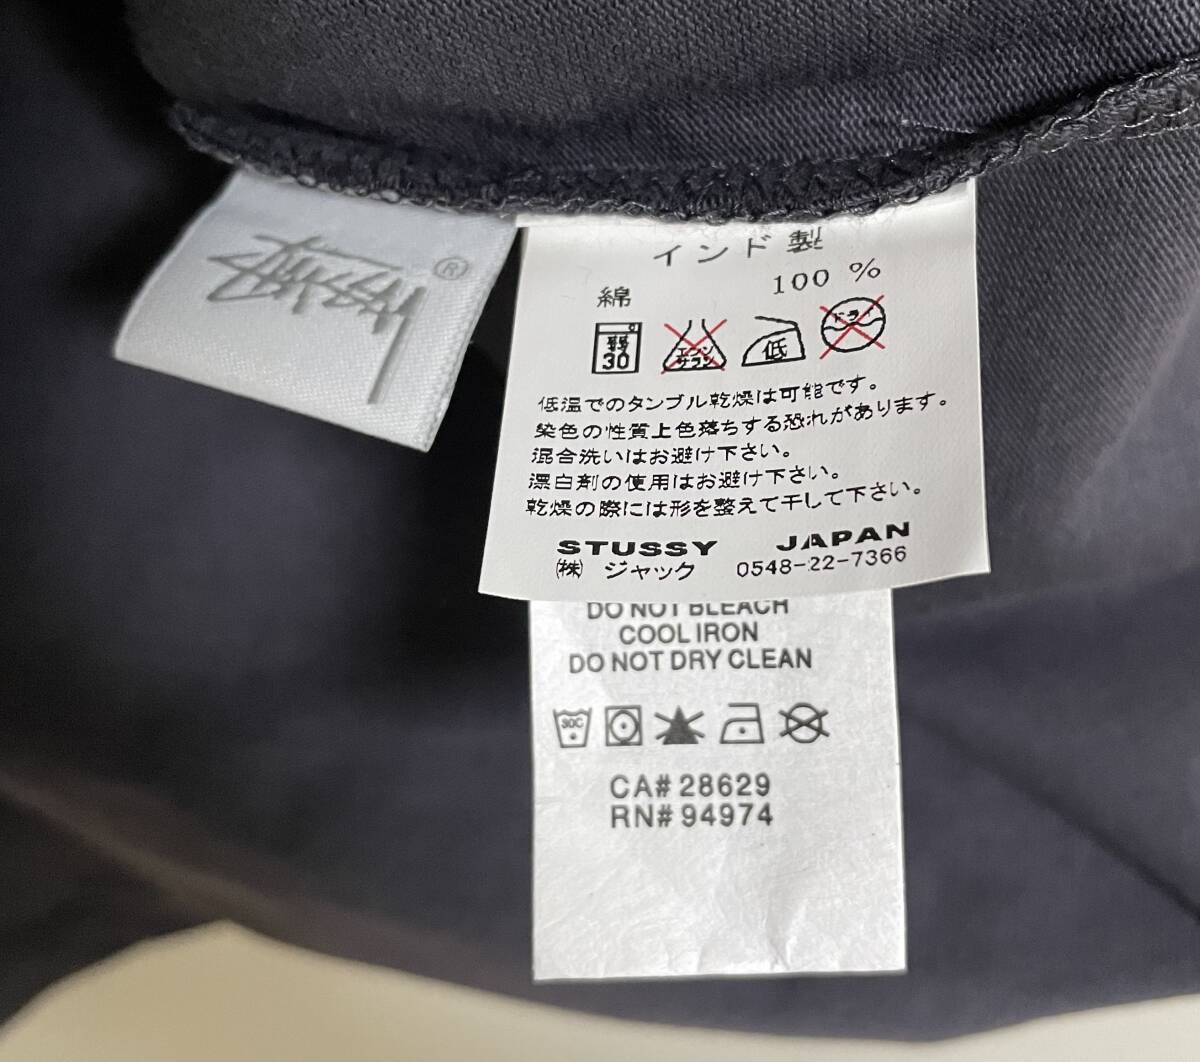 STUSSY ®
インド製
綿 100 %
弱 30 エンソサラシ 低 ドライ
低温でのタンブル乾燥は可能です。
染色の性質上色落ちする恐れがあります。
混合洗いはお避け下さい。
漂白剤の使用はお避け下さい。
乾燥の際には形を整えて干して下さい。
STUSSY JAPAN
㈱ ジャック 0548-22-7366
DO NOT BLEACH
COOL IRON
DO NOT DRY CLEAN
30C
CA# 28629
RN# 94974